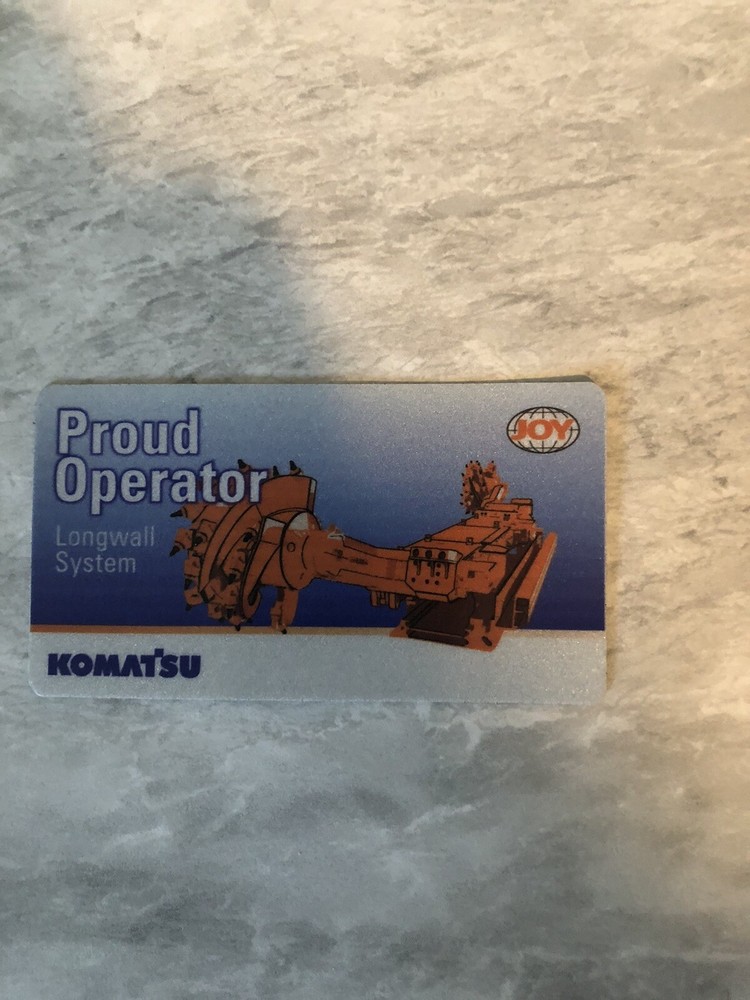 Proud
Operator
Longwall
System
JOY
KOMATSU